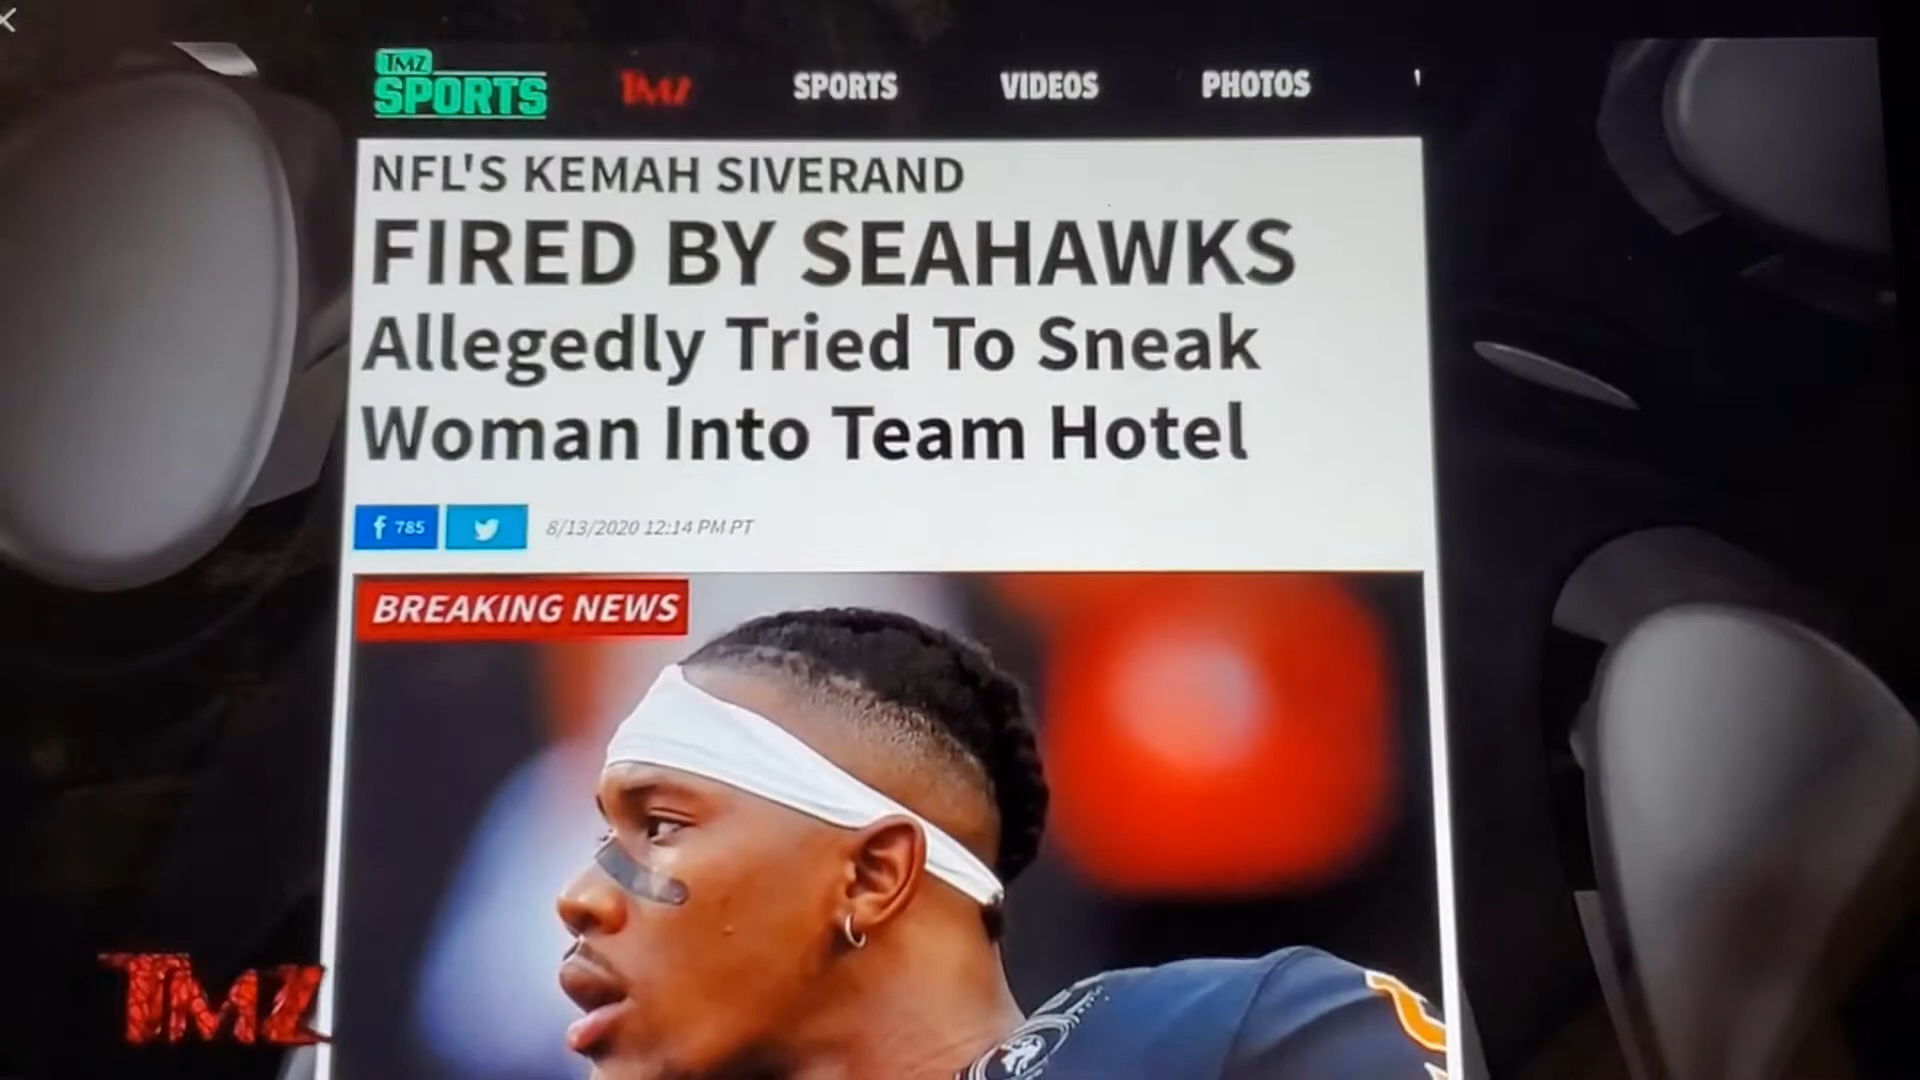 TMZ
SPORTS
TMZ
SPORTS
VIDEOS
PHOTOS
NFL'S KEMAH SIVERAND
FIRED BY SEAHAWKS
Allegedly Tried To Sneak
Woman Into Team Hotel
f 785
8/13/2020 12:14 PM PT
BREAKING NEWS
TMZ